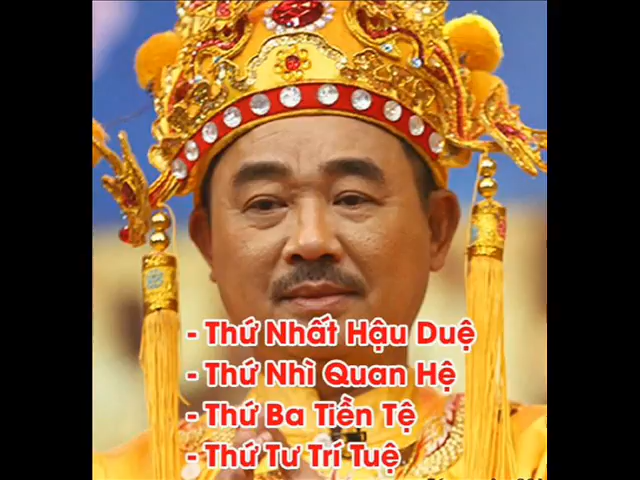 - Thứ Nhất Hậu Duệ
- Thứ Nhì Quan Hệ
- Thứ Ba Tiền Tệ
- Thứ Tư Trí Tuệ